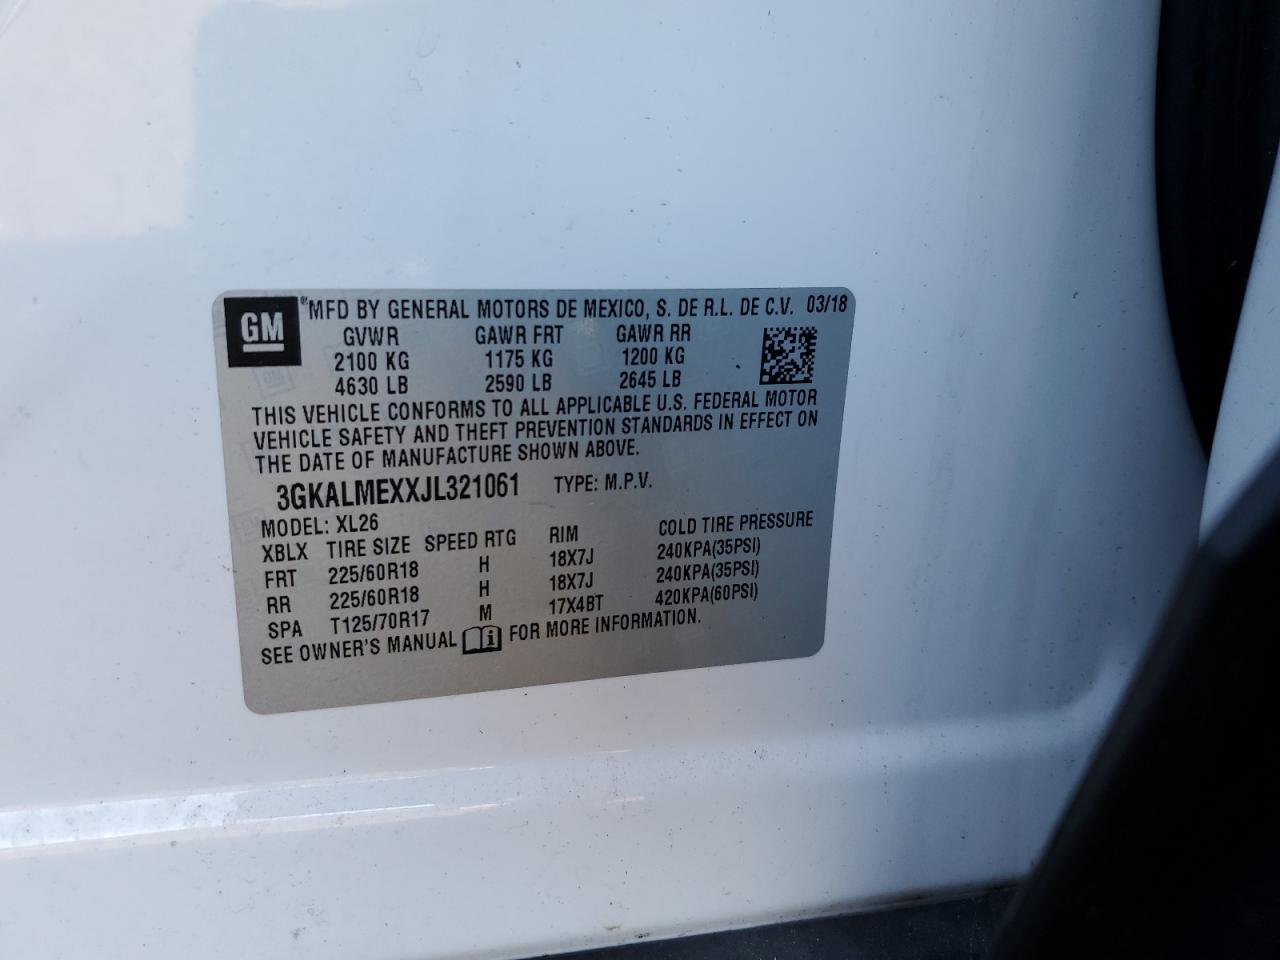 GM
®MFD BY GENERAL MOTORS DE MEXICO, S. DE R.L. DE C.V. 03/18
GVWR GAWR FRT GAWR RR
2100 KG 1175 KG 1200 KG
4630 LB 2590 LB 2645 LB
THIS VEHICLE CONFORMS TO ALL APPLICABLE U.S. FEDERAL MOTOR
VEHICLE SAFETY AND THEFT PREVENTION STANDARDS IN EFFECT ON
THE DATE OF MANUFACTURE SHOWN ABOVE.
3GKALMEXXJL321061 TYPE: M.P.V.
MODEL: XL26
XBLX TIRE SIZE SPEED RTG RIM COLD TIRE PRESSURE
FRT 225/60R18 H 18X7J 240KPA(35PSI)
RR 225/60R18 H 18X7J 240KPA(35PSI)
SPA T125/70R17 M 17X4BT 420KPA(60PSI)
SEE OWNER'S MANUAL FOR MORE INFORMATION.